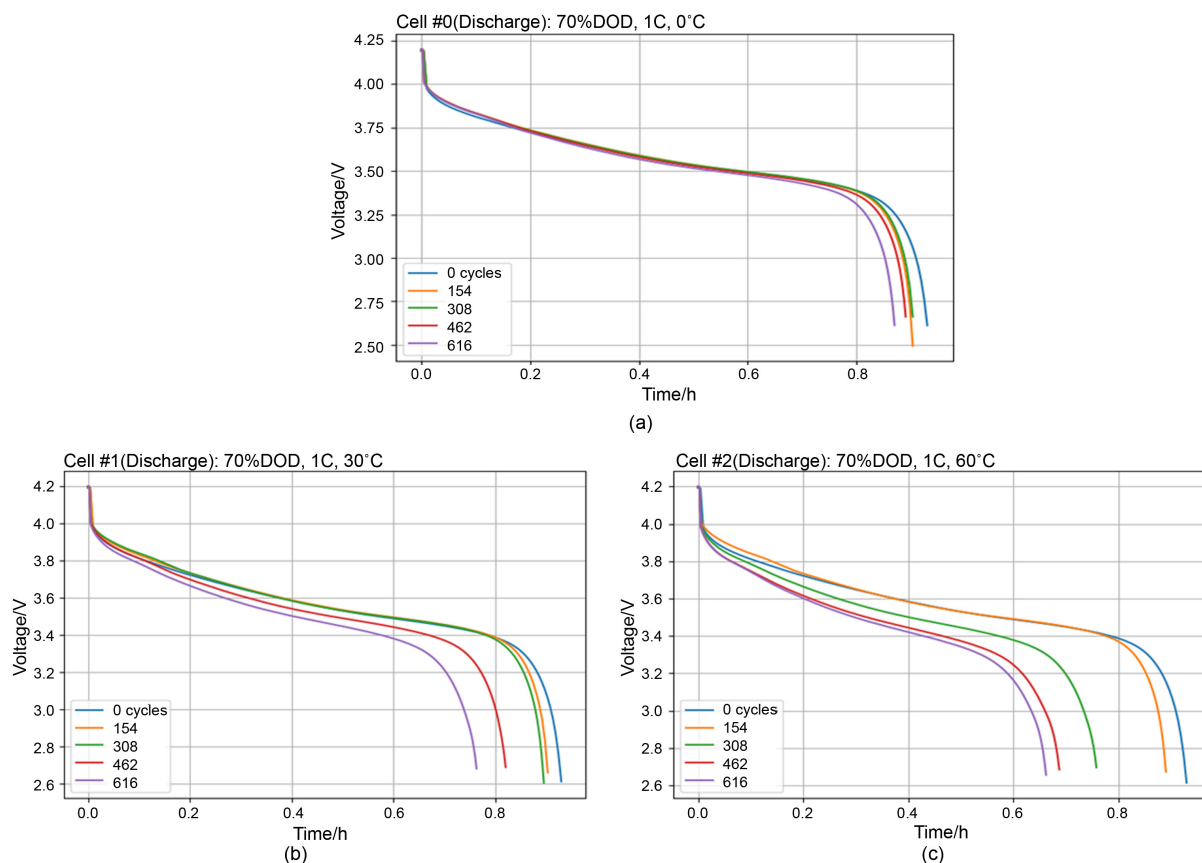 Cell #0(Discharge): 70%DOD, 1C, 0˚C
4.25
4.00
3.75
3.50
3.25
3.00
2.75
2.50
Voltage/V
0 cycles
154
308
462
616
0.0 0.2 0.4 0.6 0.8
Time/h
(a)
Cell #1(Discharge): 70%DOD, 1C, 30˚C
4.2
4.0
3.8
3.6
3.4
3.2
3.0
2.8
2.6
Voltage/V
0 cycles
154
308
462
616
0.0 0.2 0.4 0.6 0.8
Time/h
(b)
Cell #2(Discharge): 70%DOD, 1C, 60˚C
4.2
4.0
3.8
3.6
3.4
3.2
3.0
2.8
2.6
Voltage/V
0 cycles
154
308
462
616
0.0 0.2 0.4 0.6 0.8
Time/h
(c)